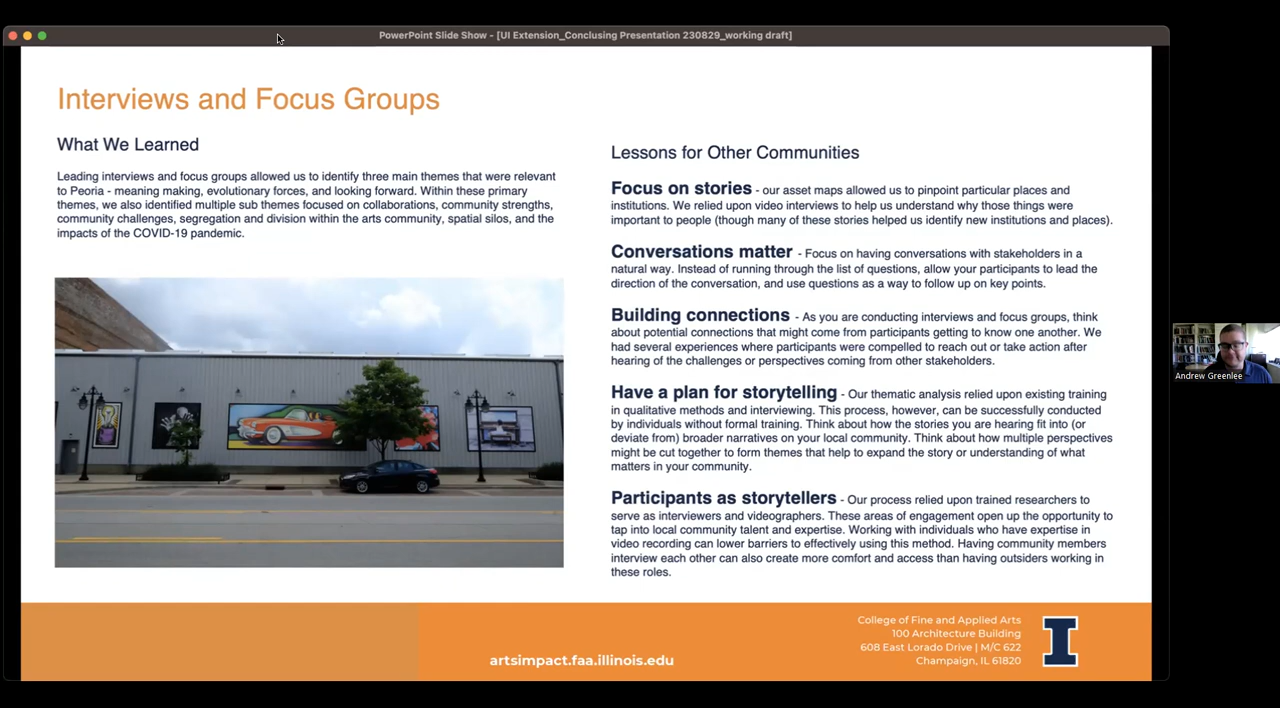 PowerPoint Slide Show - [UI Extension_Conclusing Presentation 230829_working draft]
Interviews and Focus Groups
What We Learned
Leading interviews and focus groups allowed us to identify three main themes that were relevant
to Peoria - meaning making, evolutionary forces, and looking forward. Within these primary
themes, we also identified multiple sub themes focused on collaborations, community strengths,
community challenges, segregation and division within the arts community, spatial silos, and the
impacts of the COVID-19 pandemic.
Lessons for Other Communities
Focus on stories - our asset maps allowed us to pinpoint particular places and
institutions. We relied upon video interviews to help us understand why those things were
important to people (though many of these stories helped us identify new institutions and places).
Conversations matter - Focus on having conversations with stakeholders in a
natural way. Instead of running through the list of questions, allow your participants to lead the
direction of the conversation, and use questions as a way to follow up on key points.
Building connections - As you are conducting interviews and focus groups, think
about potential connections that might come from participants getting to know one another. We
had several experiences where participants were compelled to reach out or take action after
hearing of the challenges or perspectives coming from other stakeholders.
Have a plan for storytelling - Our thematic analysis relied upon existing training
in qualitative methods and interviewing. This process, however, can be successfully conducted
by individuals without formal training. Think about how the stories you are hearing fit into (or
deviate from) broader narratives on your local community. Think about how multiple perspectives
might be cut together to form themes that help to expand the story or understanding of what
matters in your community.
Participants as storytellers - Our process relied upon trained researchers to
serve as interviewers and videographers. These areas of engagement open up the opportunity to
tap into local community talent and expertise. Working with individuals who have expertise in
video recording can lower barriers to effectively using this method. Having community members
interview each other can also create more comfort and access than having outsiders working in
these roles.
Andrew Greenlee
artsimpact.faa.illinois.edu
College of Fine and Applied Arts
100 Architecture Building
608 East Lorado Drive | M/C 622
Champaign, IL 61820
I